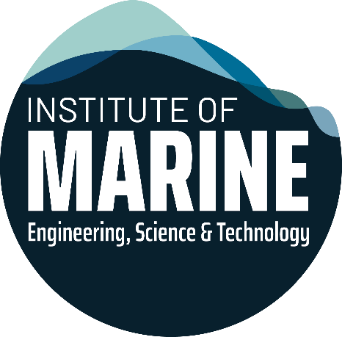 INSTITUTE OF
MARINE
Engineering, Science & Technology